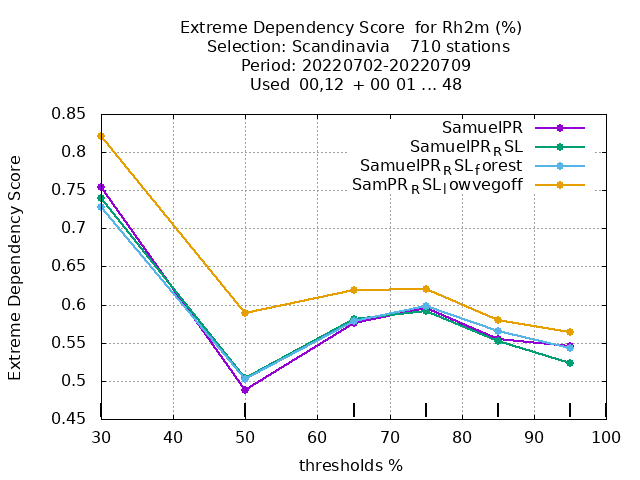 Extreme Dependency Score  for Rh2m (%)
Selection: Scandinavia    710 stations
Period: 20220702-20220709
Used  00,12  + 00 01 ... 48
0.85
0.8
0.75
0.7
0.65
0.6
0.55
0.5
0.45
Extreme Dependency Score
SamuelPR
SamuelPR_RSL
SamuelPR_RSL_forest
SamPR_RSL_lowvegoff
30 40 50 60 70 80 90 100
thresholds %